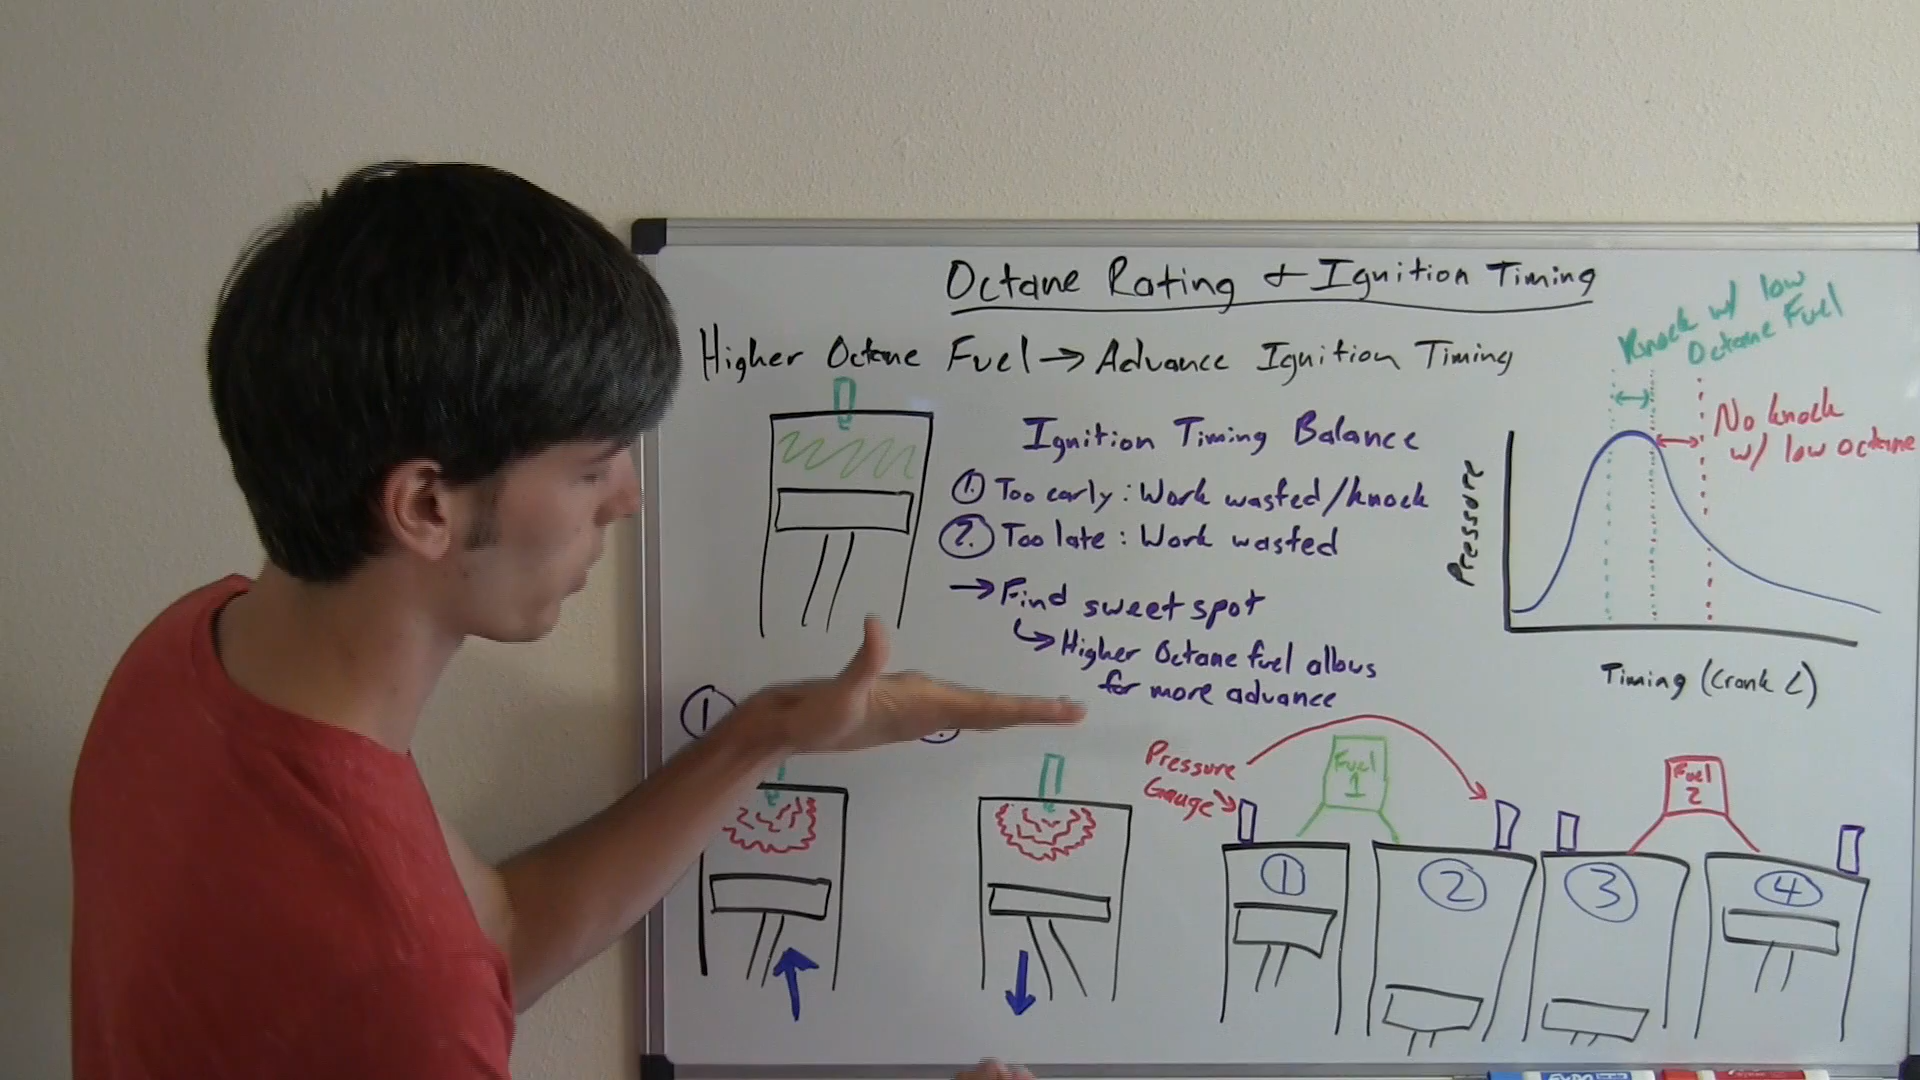 Octane Rating & Ignition Timing
Higher Octane Fuel → Advance Ignition Timing
Knock w/ low
Octane Fuel
Ignition Timing Balance
① Too early: Work wasted/knock
② Too late: Work wasted
→ Find sweet spot
↳ Higher Octane fuel allows
for more advance
No knock
w/ low octane
Pressure
Timing (Crank ∠)
1
Pressure
Gauge
Fuel
1
Fuel
2
①
②
③
④
EXPO